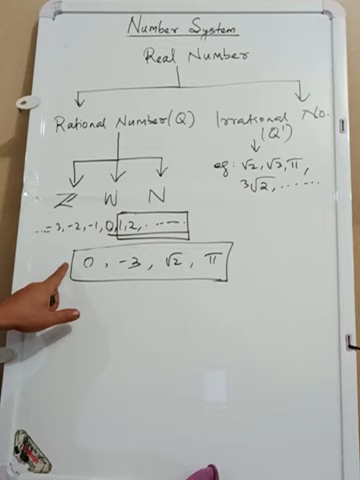 Number System
Real Number
Rational Number(Q) Irrational No.
(Q')
eg: √2, √3, π,
³√2, ......
Z W N
...-3, -2, -1, 0, 1, 2, ......
0, -3, √2, π